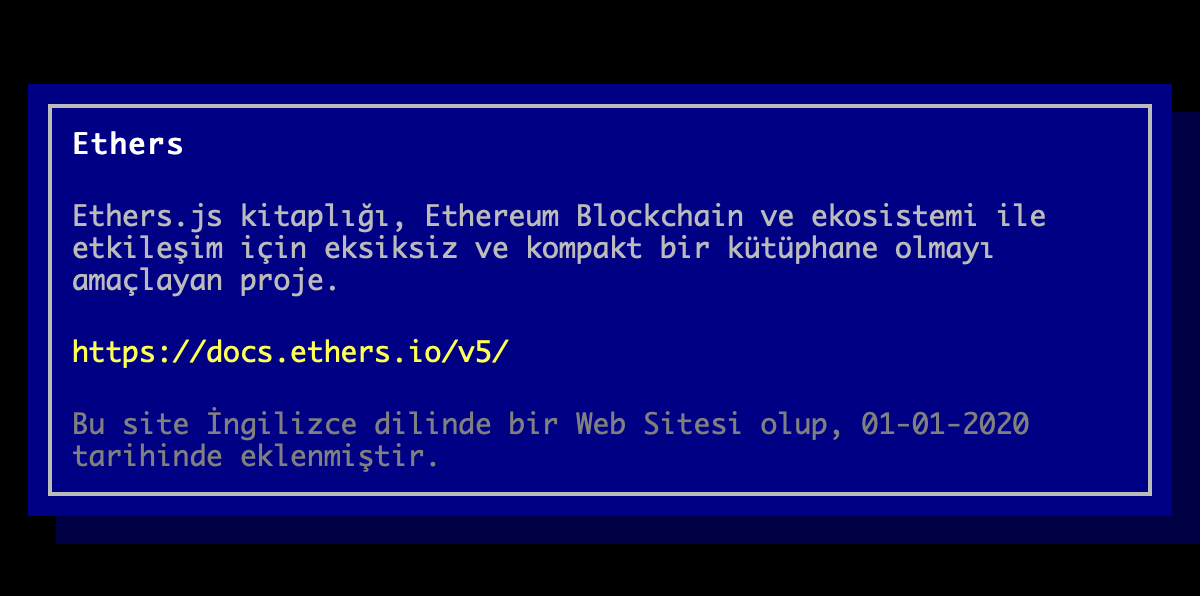 Ethers
Ethers.js kitaplığı, Ethereum Blockchain ve ekosistemi ile
etkileşim için eksiksiz ve kompakt bir kütüphane olmayı
amaçlayan proje.
https://docs.ethers.io/v5/
Bu site İngilizce dilinde bir Web Sitesi olup, 01-01-2020
tarihinde eklenmiştir.